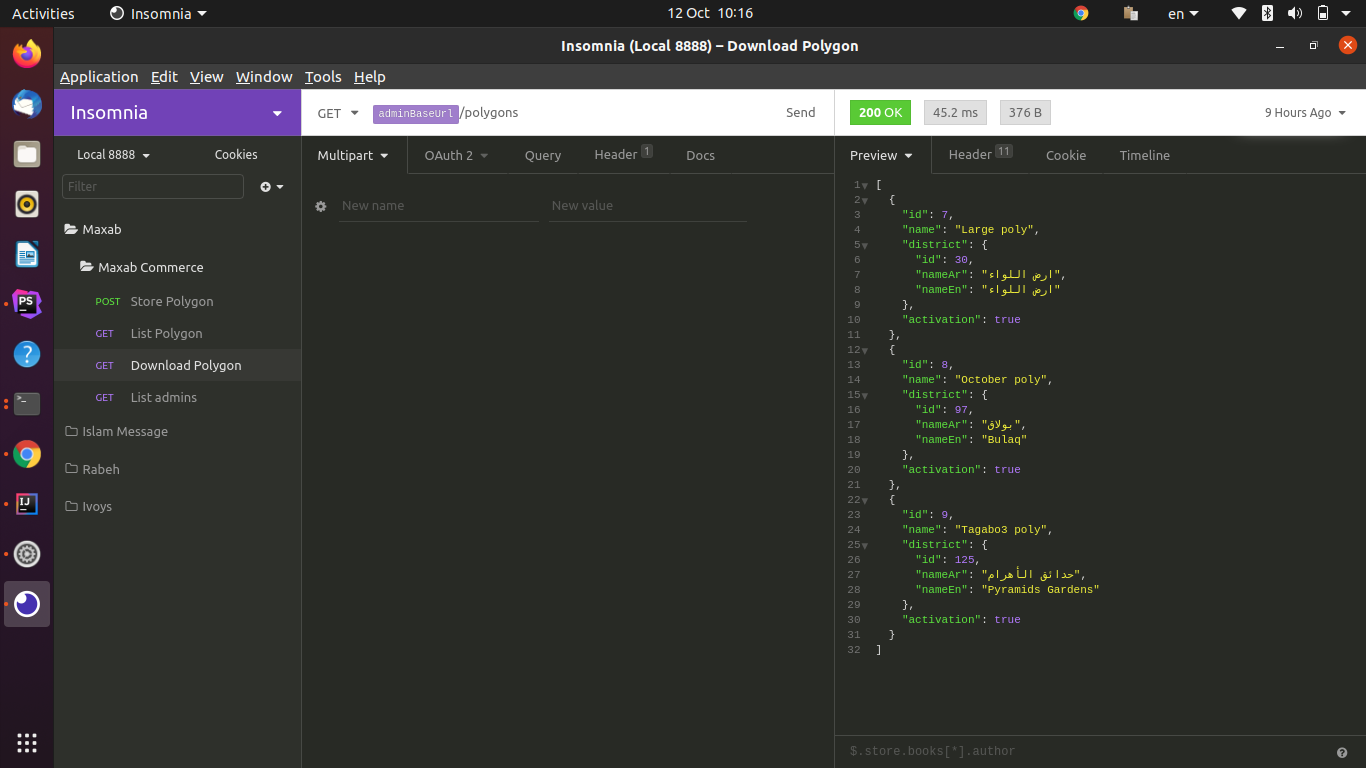 Activities Insomnia 12 Oct 10:16 en
Insomnia (Local 8888) – Download Polygon
Application Edit View Window Tools Help
Insomnia
GET adminBaseUrl/polygons Send
200 OK 45.2 ms 376 B 9 Hours Ago
Local 8888 Cookies
Filter
Maxab
Maxab Commerce
POST Store Polygon
GET List Polygon
GET Download Polygon
GET List admins
Islam Message
Rabeh
Ivoys
Multipart OAuth 2 Query Header 1 Docs
New name New value
Preview Header 11 Cookie Timeline
1 [
2 {
3 "id": 7,
4 "name": "Large poly",
5 "district": {
6 "id": 30,
7 "nameAr": "ارض اللواء",
8 "nameEn": "ارض اللواء"
9 },
10 "activation": true
11 },
12 {
13 "id": 8,
14 "name": "October poly",
15 "district": {
16 "id": 97,
17 "nameAr": "بولاق",
18 "nameEn": "Bulaq"
19 },
20 "activation": true
21 },
22 {
23 "id": 9,
24 "name": "Tagabo3 poly",
25 "district": {
26 "id": 125,
27 "nameAr": "حدائق الأهرام",
28 "nameEn": "Pyramids Gardens"
29 },
30 "activation": true
31 }
32 ]
$.store.books[*].author
PS
IJ